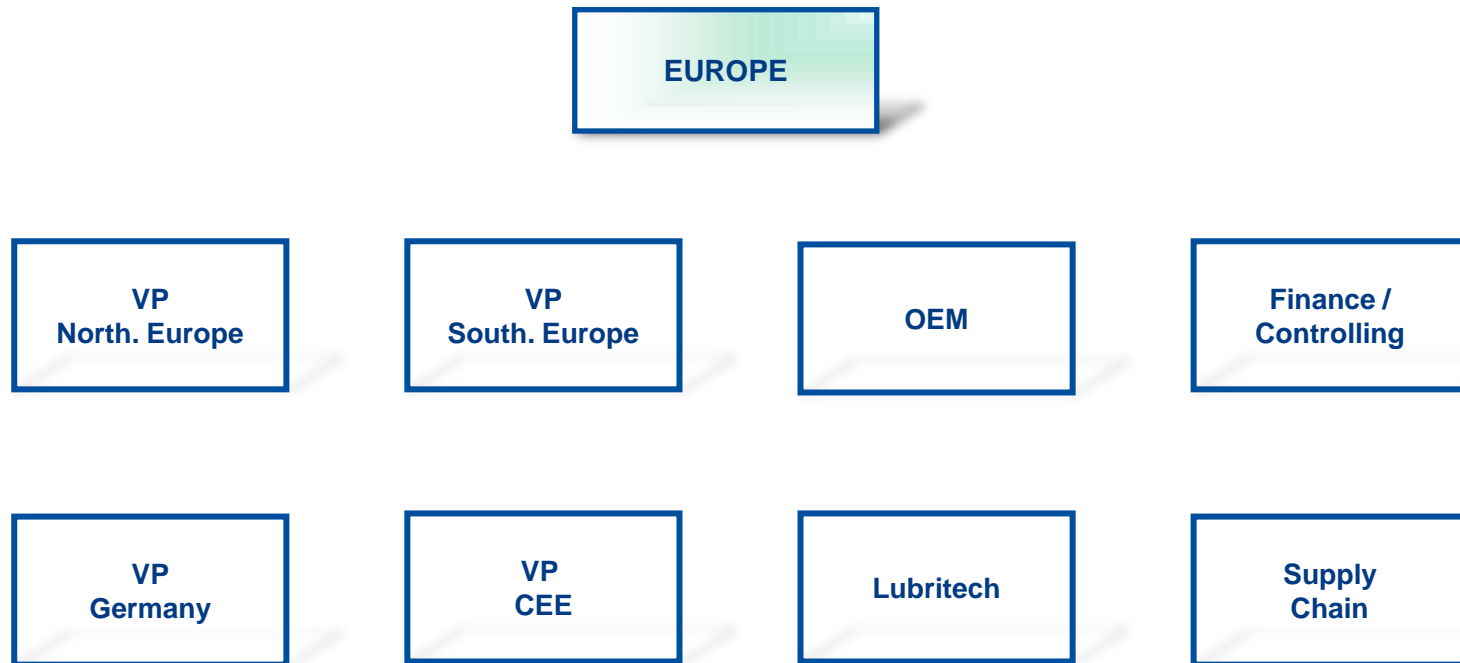 EUROPE
VP
North. Europe
VP
South. Europe
OEM
Finance /
Controlling
VP
Germany
VP
CEE
Lubritech
Supply
Chain